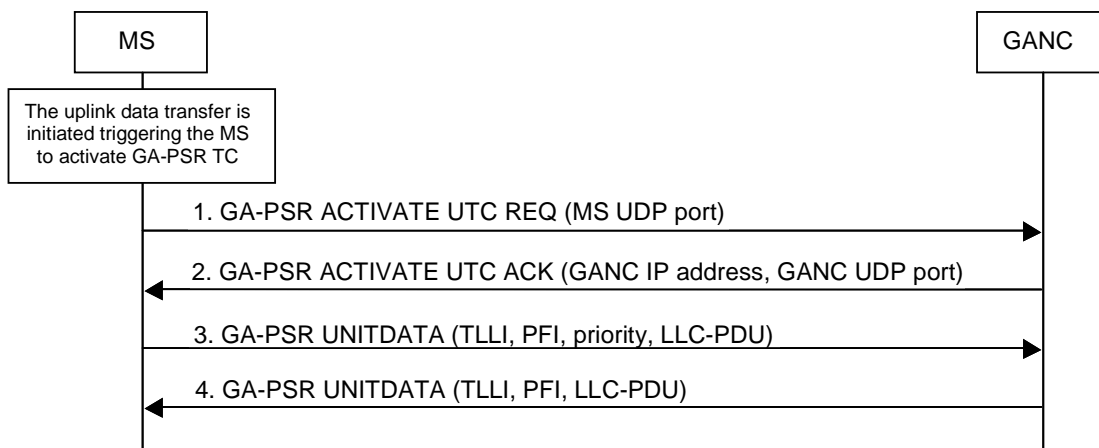 MS
GANC
The uplink data transfer is
initiated triggering the MS
to activate GA-PSR TC
1. GA-PSR ACTIVATE UTC REQ (MS UDP port)
2. GA-PSR ACTIVATE UTC ACK (GANC IP address, GANC UDP port)
3. GA-PSR UNITDATA (TLLI, PFI, priority, LLC-PDU)
4. GA-PSR UNITDATA (TLLI, PFI, LLC-PDU)